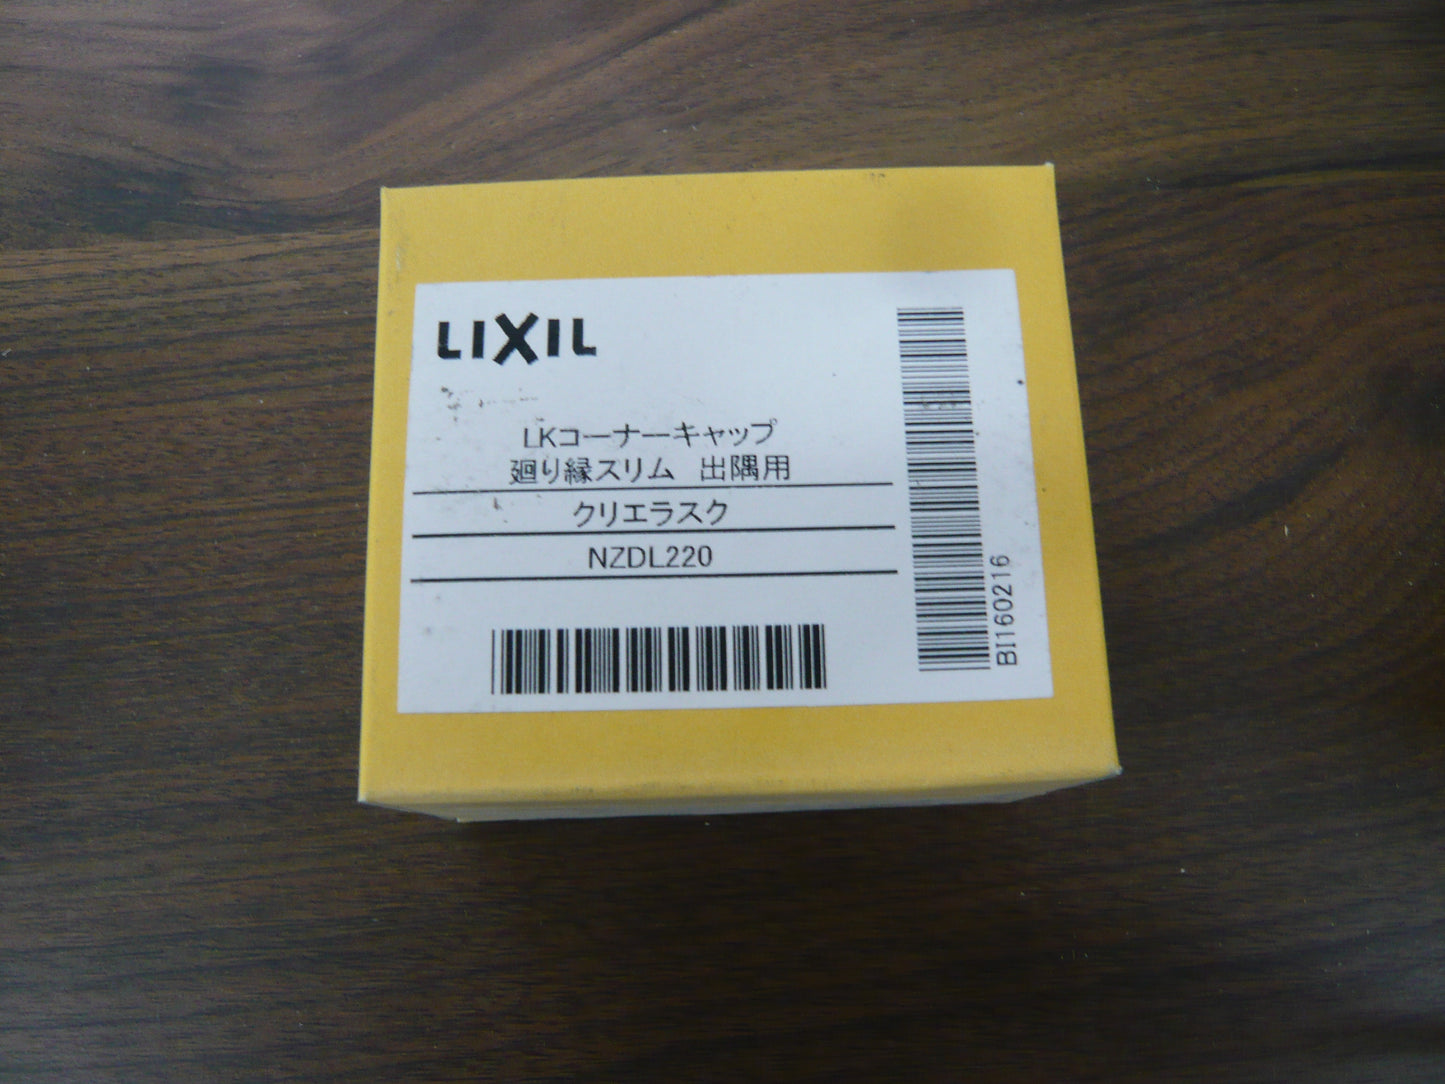 LIXIL
LKコーナーキャップ
廻り縁スリム 出隅用
クリエラスク
NZDL220
BI160216